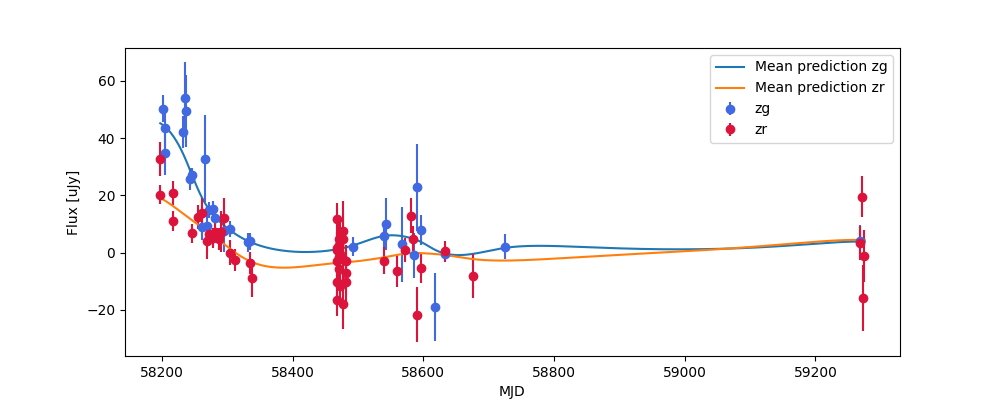 Mean prediction zg
Mean prediction zr
zg
zr
Flux [uJy]
60
40
20
0
−20
58200
58400
58600
58800
59000
59200
MJD